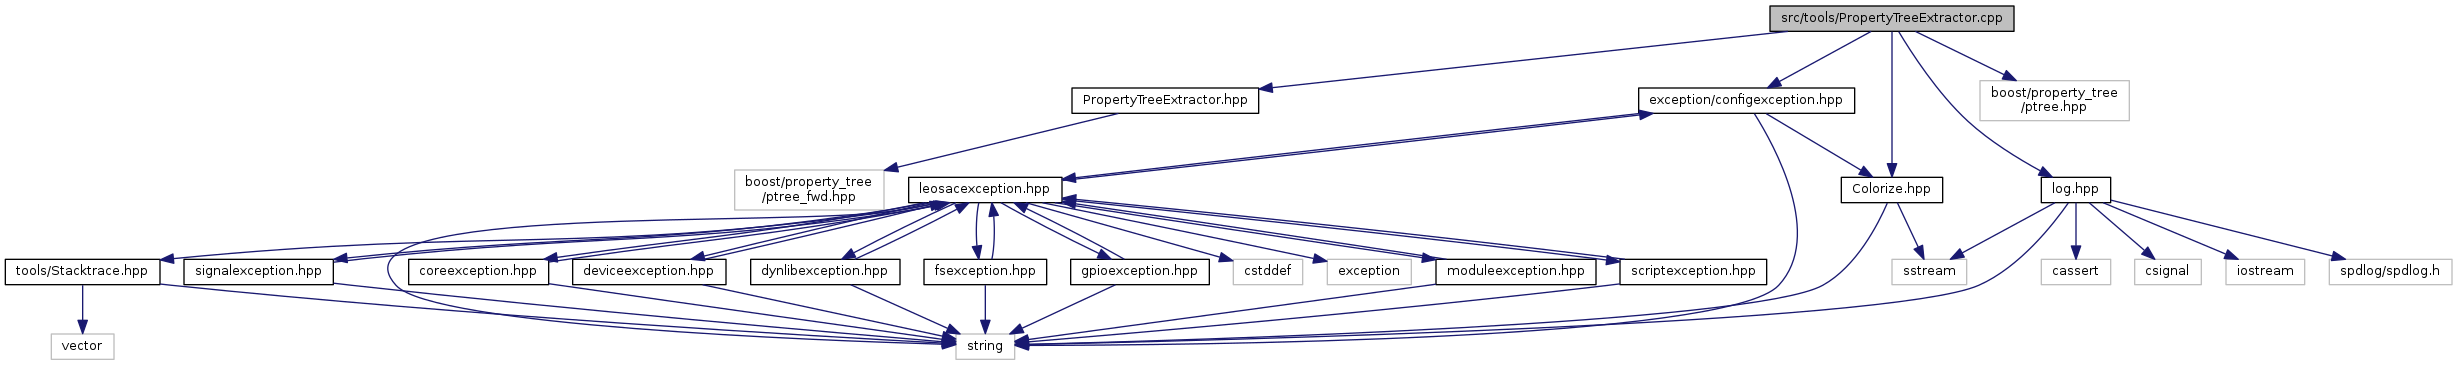 src/tools/PropertyTreeExtractor.cpp
PropertyTreeExtractor.hpp
exception/configexception.hpp
boost/property_tree
/ptree.hpp
boost/property_tree
/ptree_fwd.hpp
leosacexception.hpp
Colorize.hpp
log.hpp
tools/Stacktrace.hpp
signalexception.hpp
coreexception.hpp
deviceexception.hpp
dynlibexception.hpp
fsexception.hpp
gpioexception.hpp
cstddef
exception
moduleexception.hpp
scriptexception.hpp
sstream
cassert
csignal
iostream
spdlog/spdlog.h
vector
string